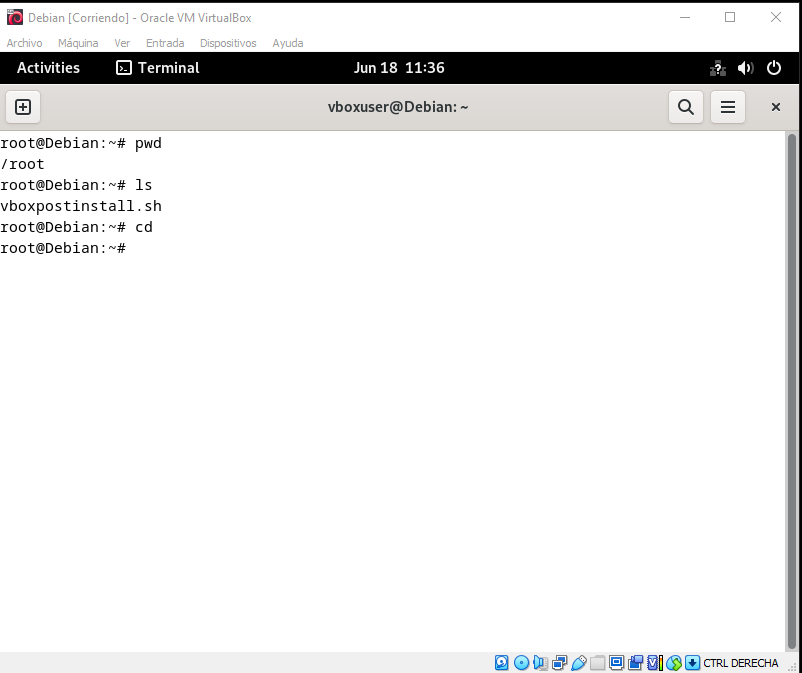 Debian [Corriendo] - Oracle VM VirtualBox
Archivo Máquina Ver Entrada Dispositivos Ayuda
Activities Terminal Jun 18 11:36
vboxuser@Debian: ~
root@Debian:~# pwd
/root
root@Debian:~# ls
vboxpostinstall.sh
root@Debian:~# cd
root@Debian:~#
CTRL DERECHA